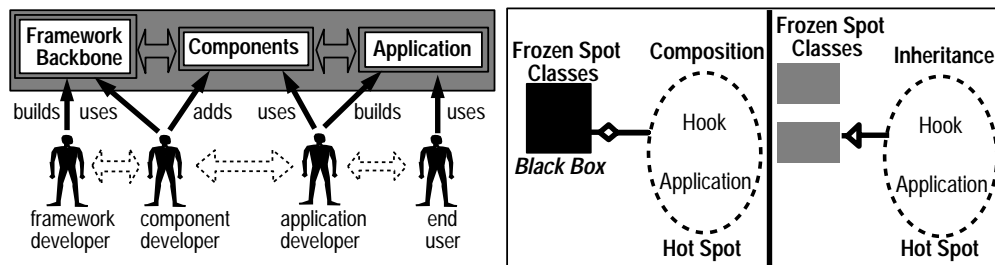 Framework
Backbone
Components
Application
builds
uses
adds
uses
builds
uses
framework
developer
component
developer
application
developer
end
user
Frozen Spot
Classes
Composition
Black Box
Hook
Application
Hot Spot
Frozen Spot
Classes
Inheritance
Hook
Application
Hot Spot